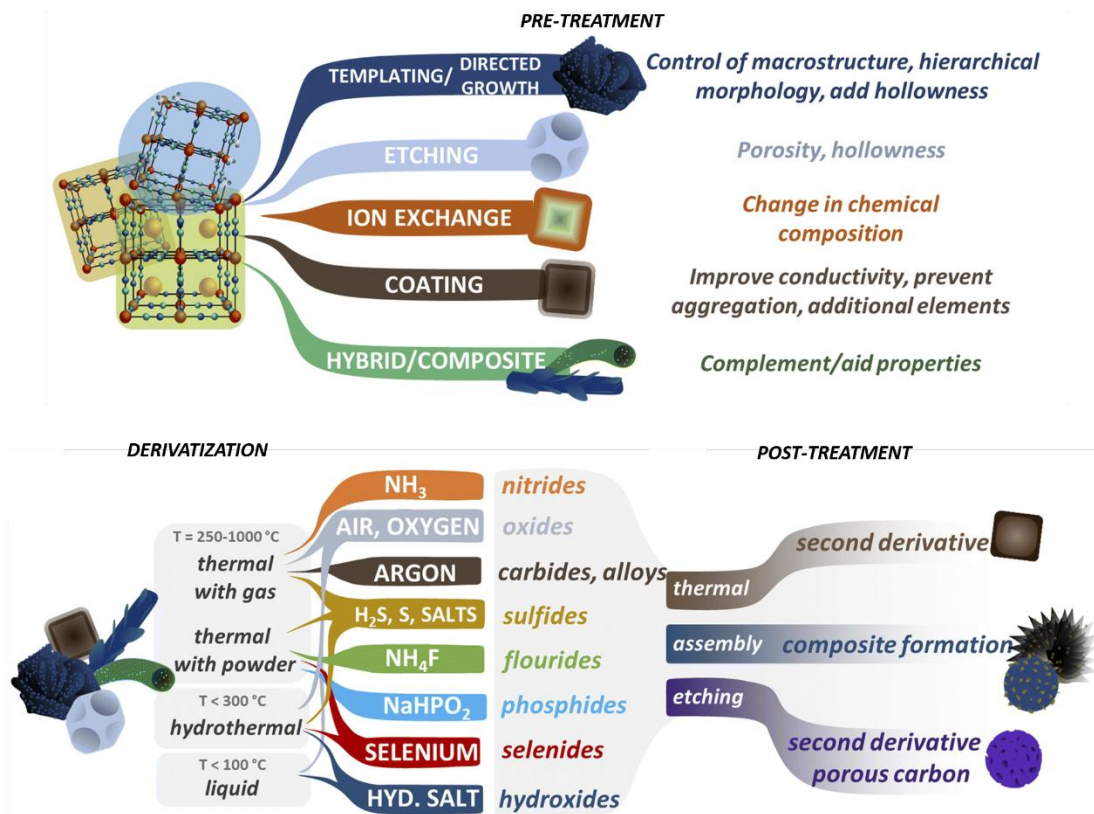 PRE-TREATMENT
TEMPLATING/ DIRECTED
GROWTH
Control of macrostructure, hierarchical
morphology, add hollowness
ETCHING
Porosity, hollowness
ION EXCHANGE
Change in chemical
composition
COATING
Improve conductivity, prevent
aggregation, additional elements
HYBRID/COMPOSITE
Complement/aid properties
DERIVATIZATION
T = 250-1000 °C
thermal
with gas
thermal
with powder
T < 300 °C
hydrothermal
T < 100 °C
liquid
NH₃
nitrides
AIR, OXYGEN
oxides
ARGON
carbides, alloys
H₂S, S, SALTS
sulfides
NH₄F
flourides
NaHPO₂
phosphides
SELENIUM
selenides
HYD. SALT
hydroxides
POST-TREATMENT
thermal
second derivative
assembly
composite formation
etching
second derivative
porous carbon